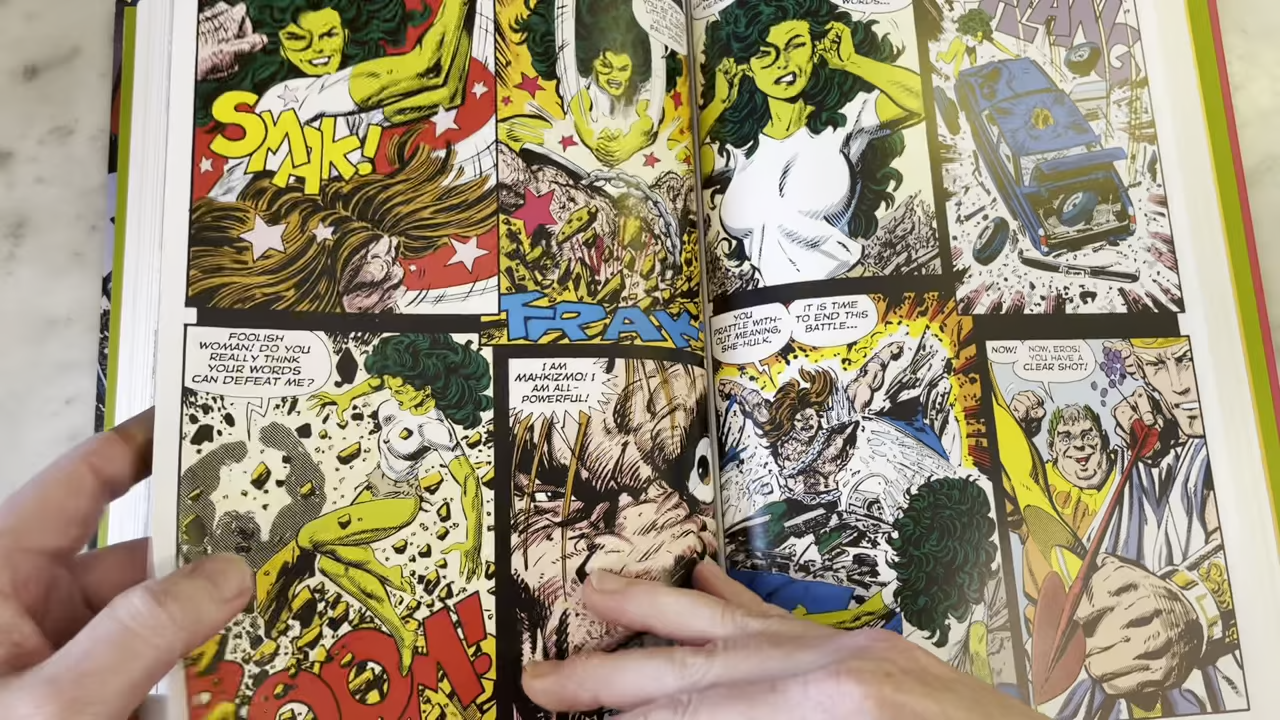 WORDS...
SMAK!
KRAK
FOOLISH
WOMAN! DO YOU
REALLY THINK
YOUR WORDS
CAN DEFEAT ME?
BOOM!
I AM
MAHKIZMO! I
AM ALL-
POWERFUL!
YOU
PRATTLE WITH-
OUT MEANING,
SHE-HULK.
IT IS TIME
TO END THIS
BATTLE...
NOW!
NOW, EROS!
YOU HAVE A
CLEAR SHOT!